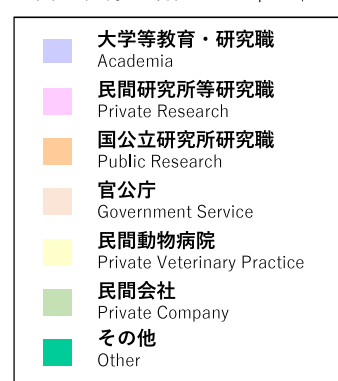 大学等教育・研究職
Academia
民間研究所等研究職
Private Research
国公立研究所研究職
Public Research
官公庁
Government Service
民間動物病院
Private Veterinary Practice
民間会社
Private Company
その他
Other